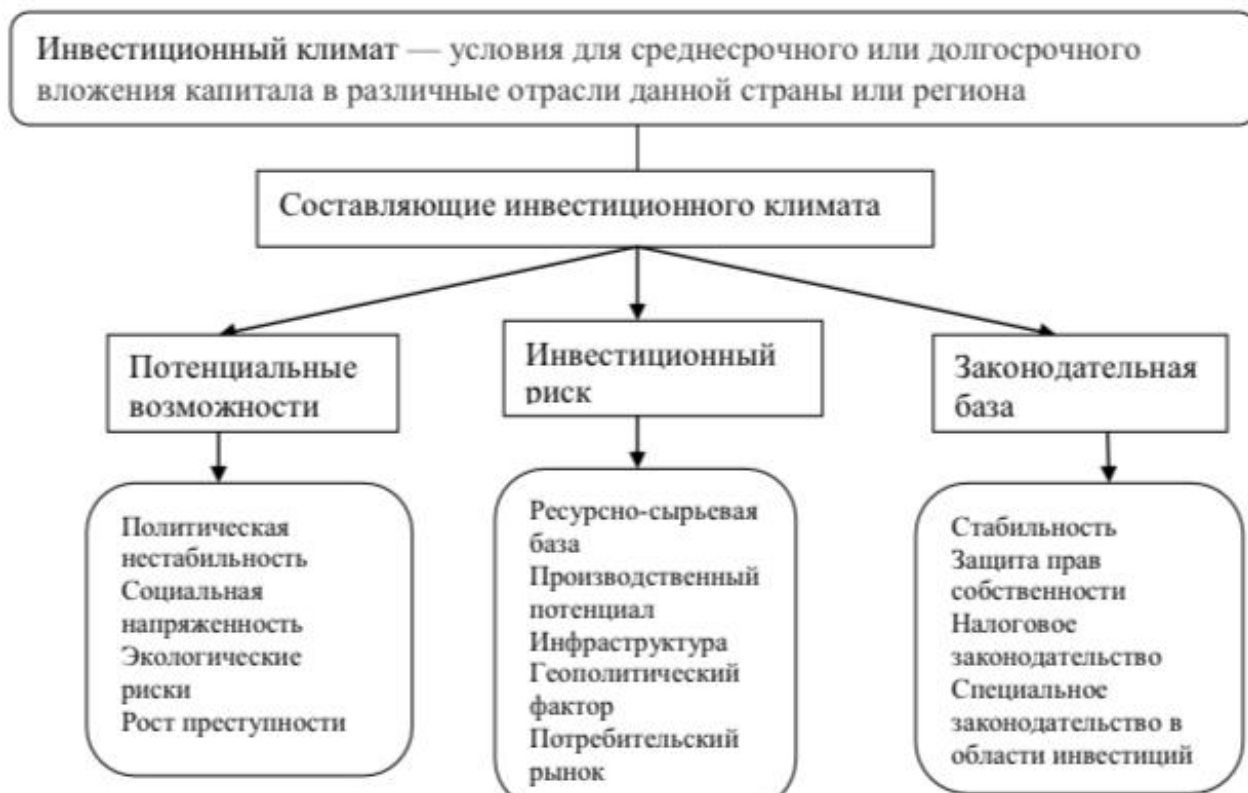 Инвестиционный климат — условия для среднесрочного или долгосрочного
вложения капитала в различные отрасли данной страны или региона
Составляющие инвестиционного климата
Потенциальные
возможности
Инвестиционный
риск
Законодательная
база
Политическая
нестабильность
Социальная
напряженность
Экологические
риски
Рост преступности
Ресурсно-сырьевая
база
Производственный
потенциал
Инфраструктура
Геополитический
фактор
Потребительский
рынок
Стабильность
Защита прав
собственности
Налоговое
законодательство
Специальное
законодательство в
области инвестиций